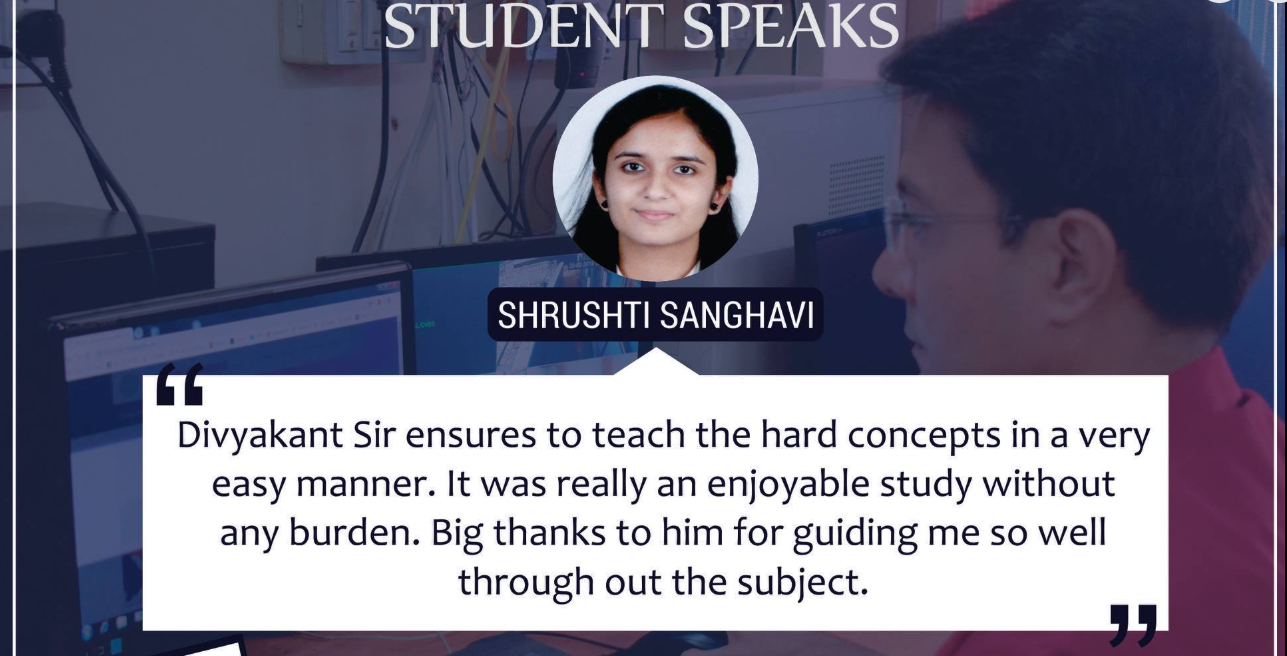 STUDENT SPEAKS
SHRUSHTI SANGHAVI
“
Divyakant Sir ensures to teach the hard concepts in a very
easy manner. It was really an enjoyable study without
any burden. Big thanks to him for guiding me so well
through out the subject.
”